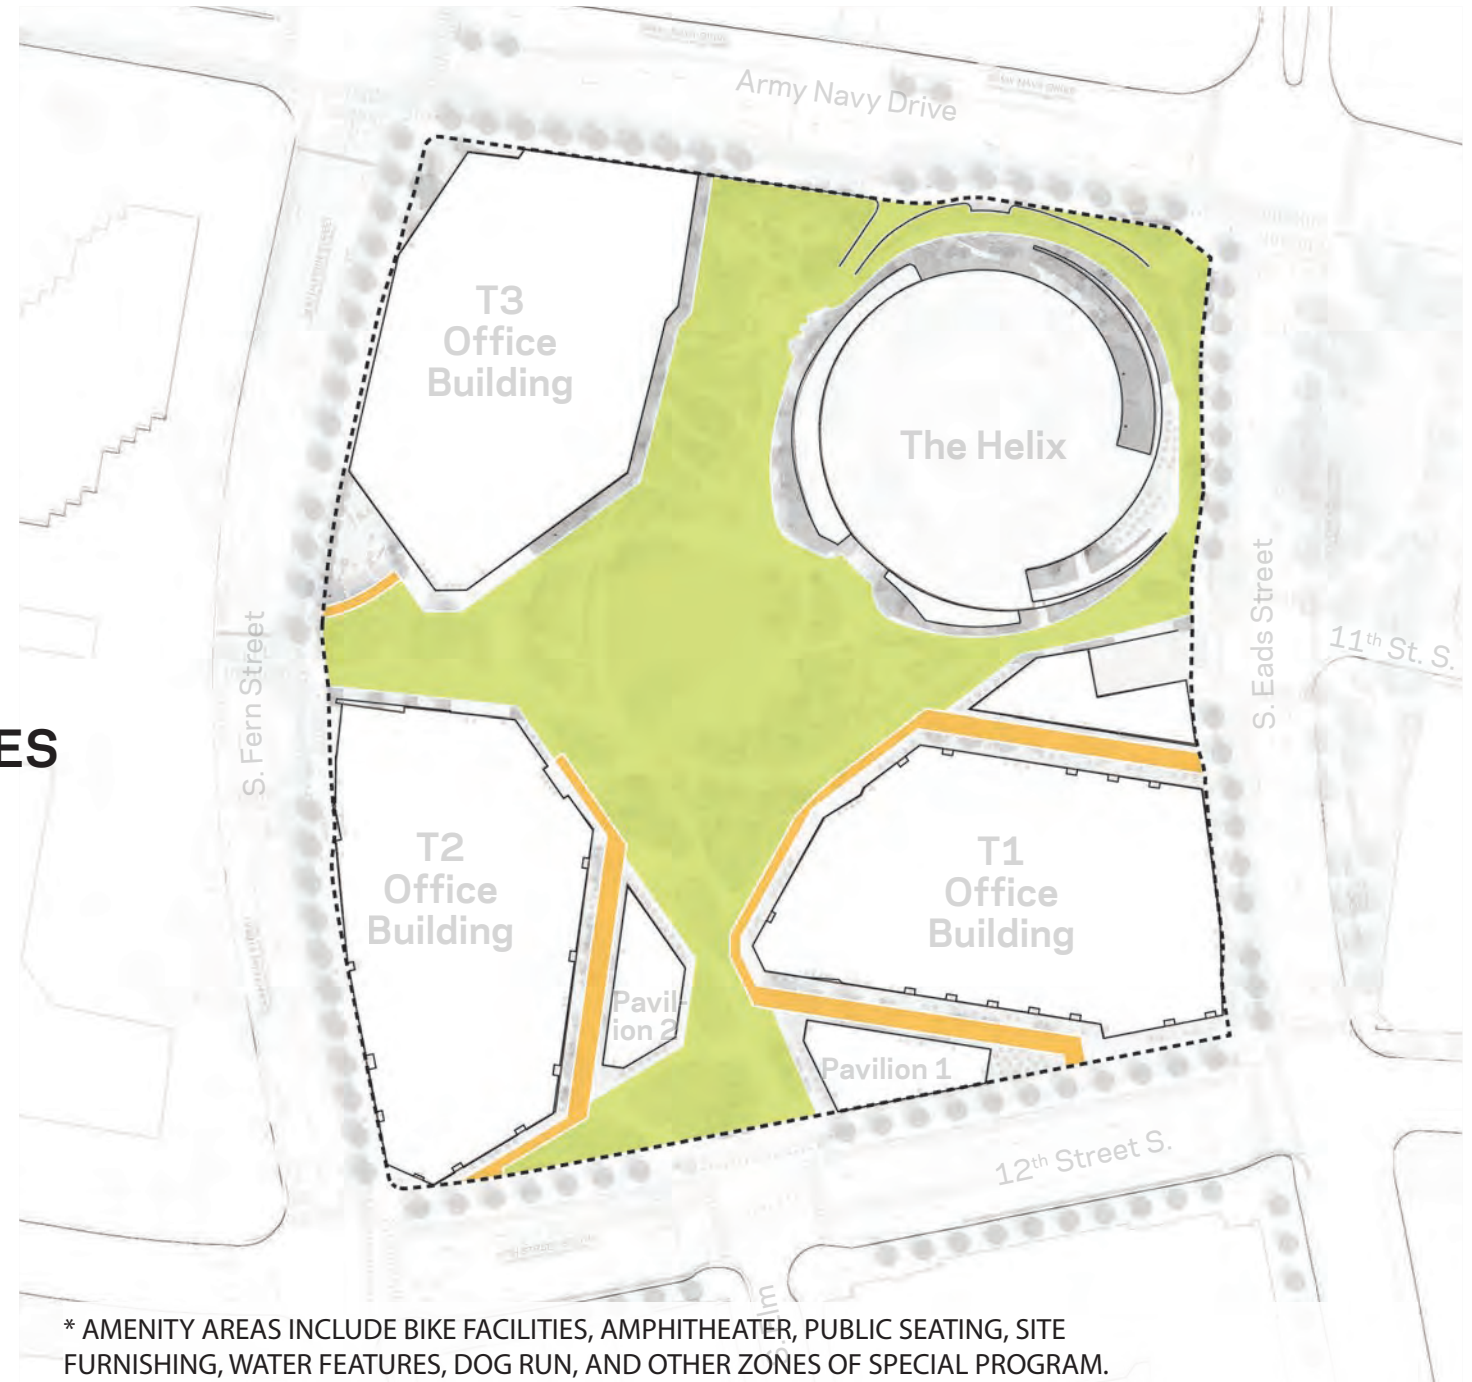 Army Navy Drive
T3
Office
Building
The Helix
S. Fern Street
S. Eads Street
11th St. S.
ES
T2
Office
Building
T1
Office
Building
Pavil-
ion 2
Pavilion 1
12th Street S.
* AMENITY AREAS INCLUDE BIKE FACILITIES, AMPHITHEATER, PUBLIC SEATING, SITE
FURNISHING, WATER FEATURES, DOG RUN, AND OTHER ZONES OF SPECIAL PROGRAM.